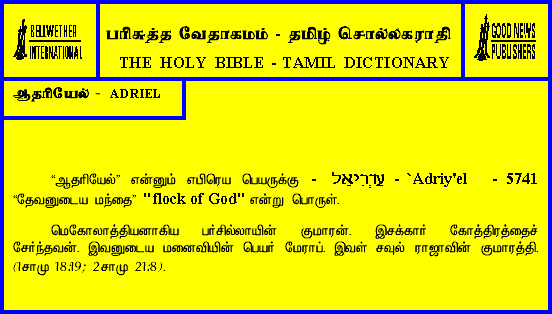 BELLWETHER
INTERNATIONAL
பரிசுத்த வேதாகமம் - தமிழ் சொல்லகராதி
THE HOLY BIBLE - TAMIL DICTIONARY
GOOD NEWS
PUBLISHERS
ஆதரியேல் - ADRIEL
“ஆதரியேல்” என்னும் எபிரெய பெயருக்கு - עַדְרִיאֵל - `Adriy'el - 5741
“தேவனுடைய மந்தை” "flock of God" என்று பொருள்.
மெகோலாத்தியனாகிய பர்சில்லாயின் குமாரன். இசக்கார் கோத்திரத்தைச்
சேர்ந்தவன். இவனுடைய மனைவியின் பெயர் மேராப். இவள் சவுல் ராஜாவின் குமாரத்தி.
(1சாமு 18:19; 2சாமு 21:8).